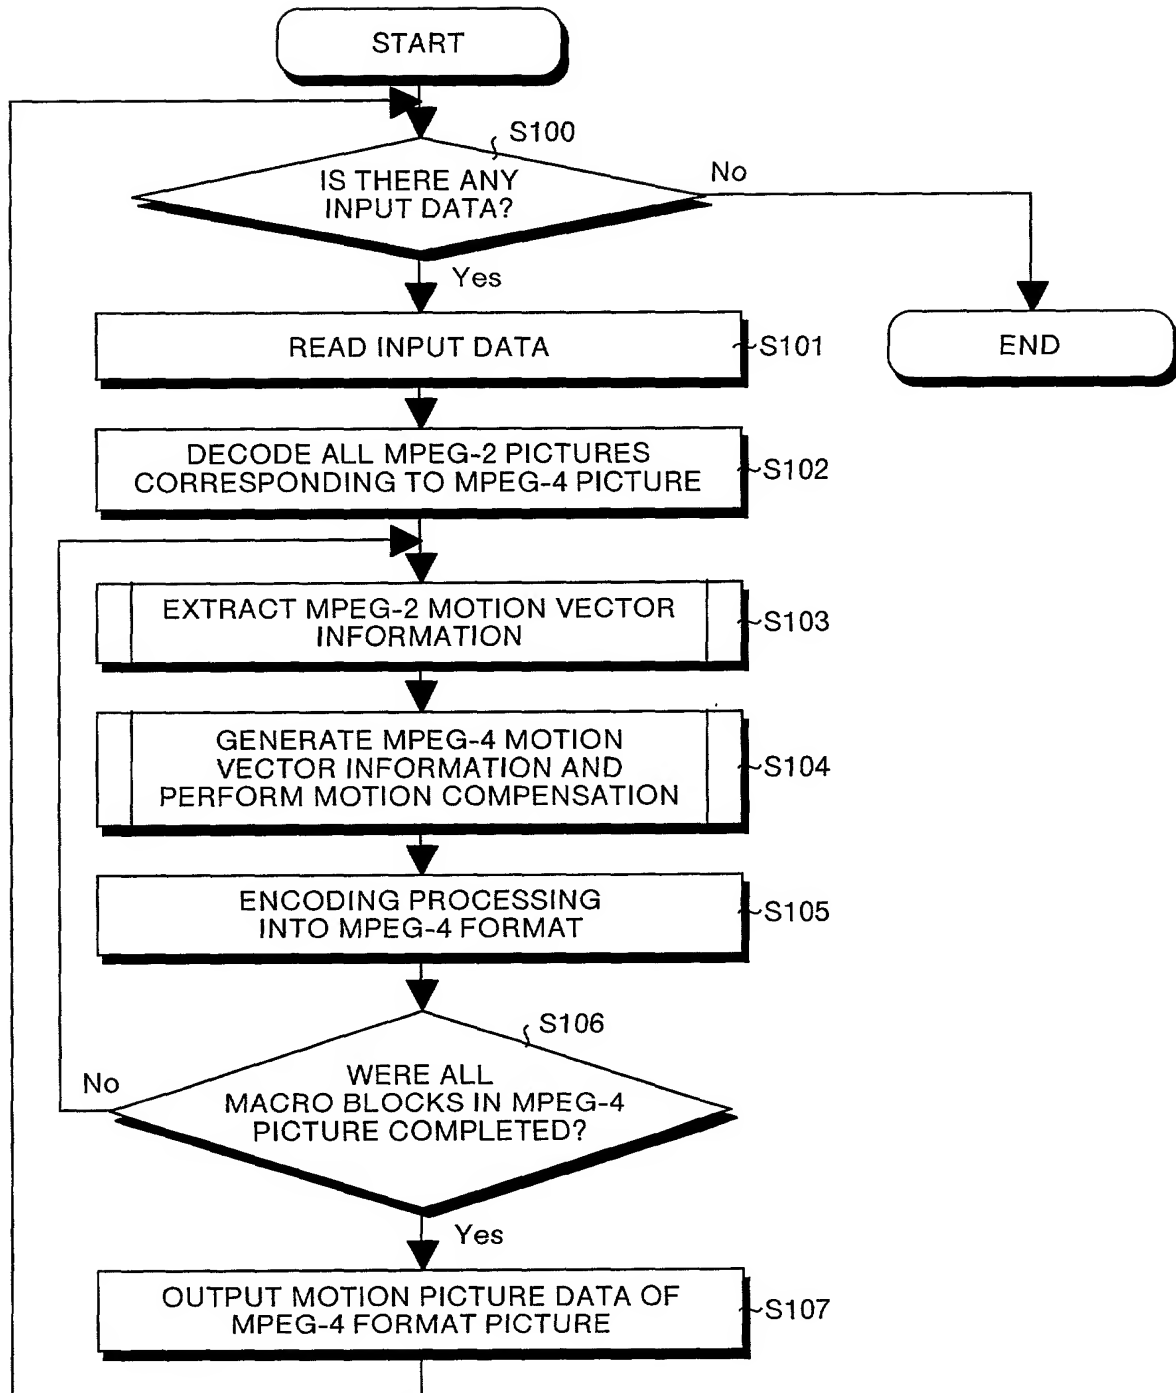 START
S100
IS THERE ANY
INPUT DATA?
No
Yes
READ INPUT DATA
S101
END
DECODE ALL MPEG-2 PICTURES
CORRESPONDING TO MPEG-4 PICTURE
S102
EXTRACT MPEG-2 MOTION VECTOR
INFORMATION
S103
GENERATE MPEG-4 MOTION
VECTOR INFORMATION AND
PERFORM MOTION COMPENSATION
S104
ENCODING PROCESSING
INTO MPEG-4 FORMAT
S105
S106
WERE ALL
MACRO BLOCKS IN MPEG-4
PICTURE COMPLETED?
No
Yes
OUTPUT MOTION PICTURE DATA OF
MPEG-4 FORMAT PICTURE
S107